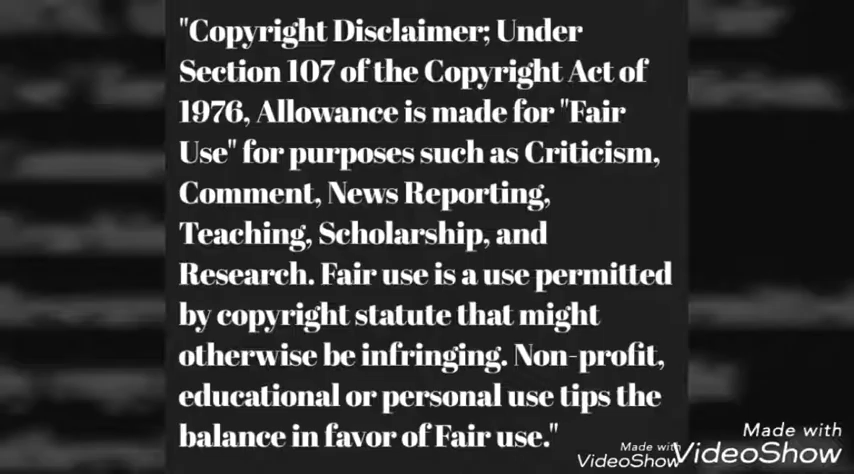 "Copyright Disclaimer; Under
Section 107 of the Copyright Act of
1976, Allowance is made for "Fair
Use" for purposes such as Criticism,
Comment, News Reporting,
Teaching, Scholarship, and
Research. Fair use is a use permitted
by copyright statute that might
otherwise be infringing. Non-profit,
educational or personal use tips the
balance in favor of Fair use."
Made with
VideoShow
Made with
VideoShow